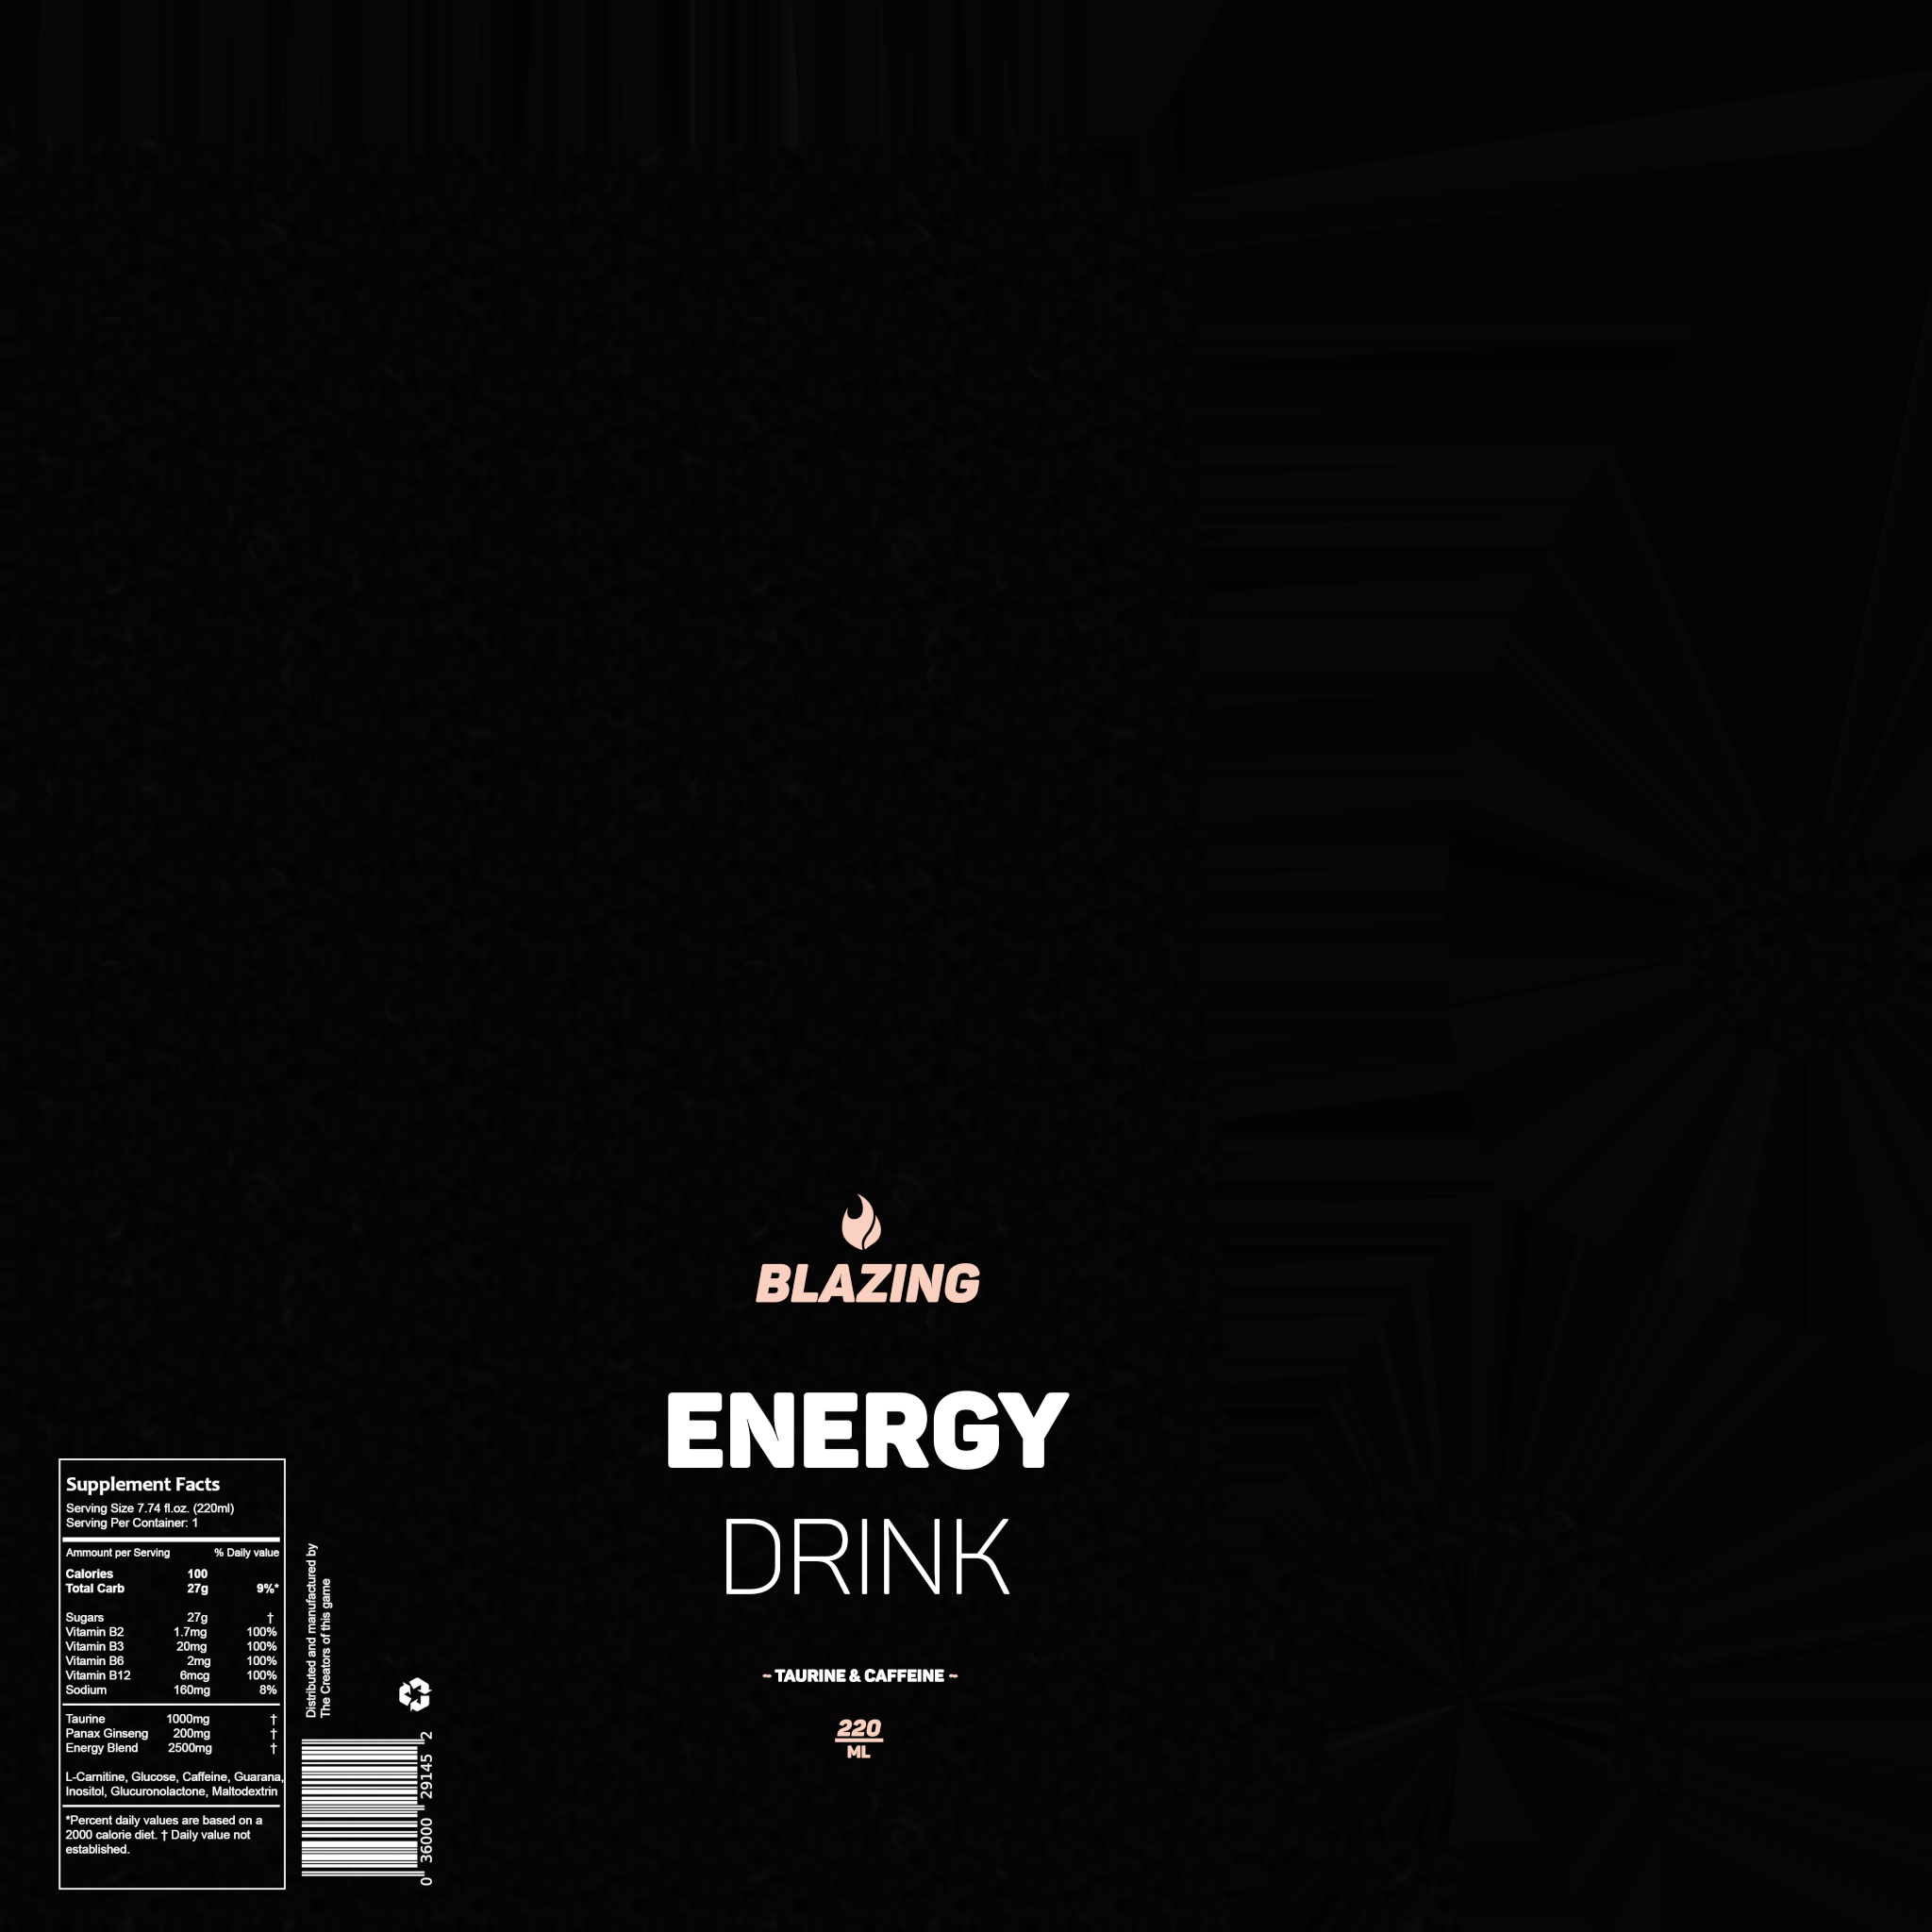 BLAZING
ENERGY
DRINK
~ TAURINE & CAFFEINE ~
220
ML
Supplement Facts
Serving Size 7.74 fl.oz. (220ml)
Serving Per Container: 1
Ammount per Serving % Daily value
Calories 100
Total Carb 27g 9%*
Sugars 27g †
Vitamin B2 1.7mg 100%
Vitamin B3 20mg 100%
Vitamin B6 2mg 100%
Vitamin B12 6mcg 100%
Sodium 160mg 8%
Taurine 1000mg †
Panax Ginseng 200mg †
Energy Blend 2500mg †
L-Carnitine, Glucose, Caffeine, Guarana,
Inositol, Glucuronolactone, Maltodextrin
*Percent daily values are based on a
2000 calorie diet. † Daily value not
established.
Distributed and manufactured by
The Creators of this game
0 36000 29145 2